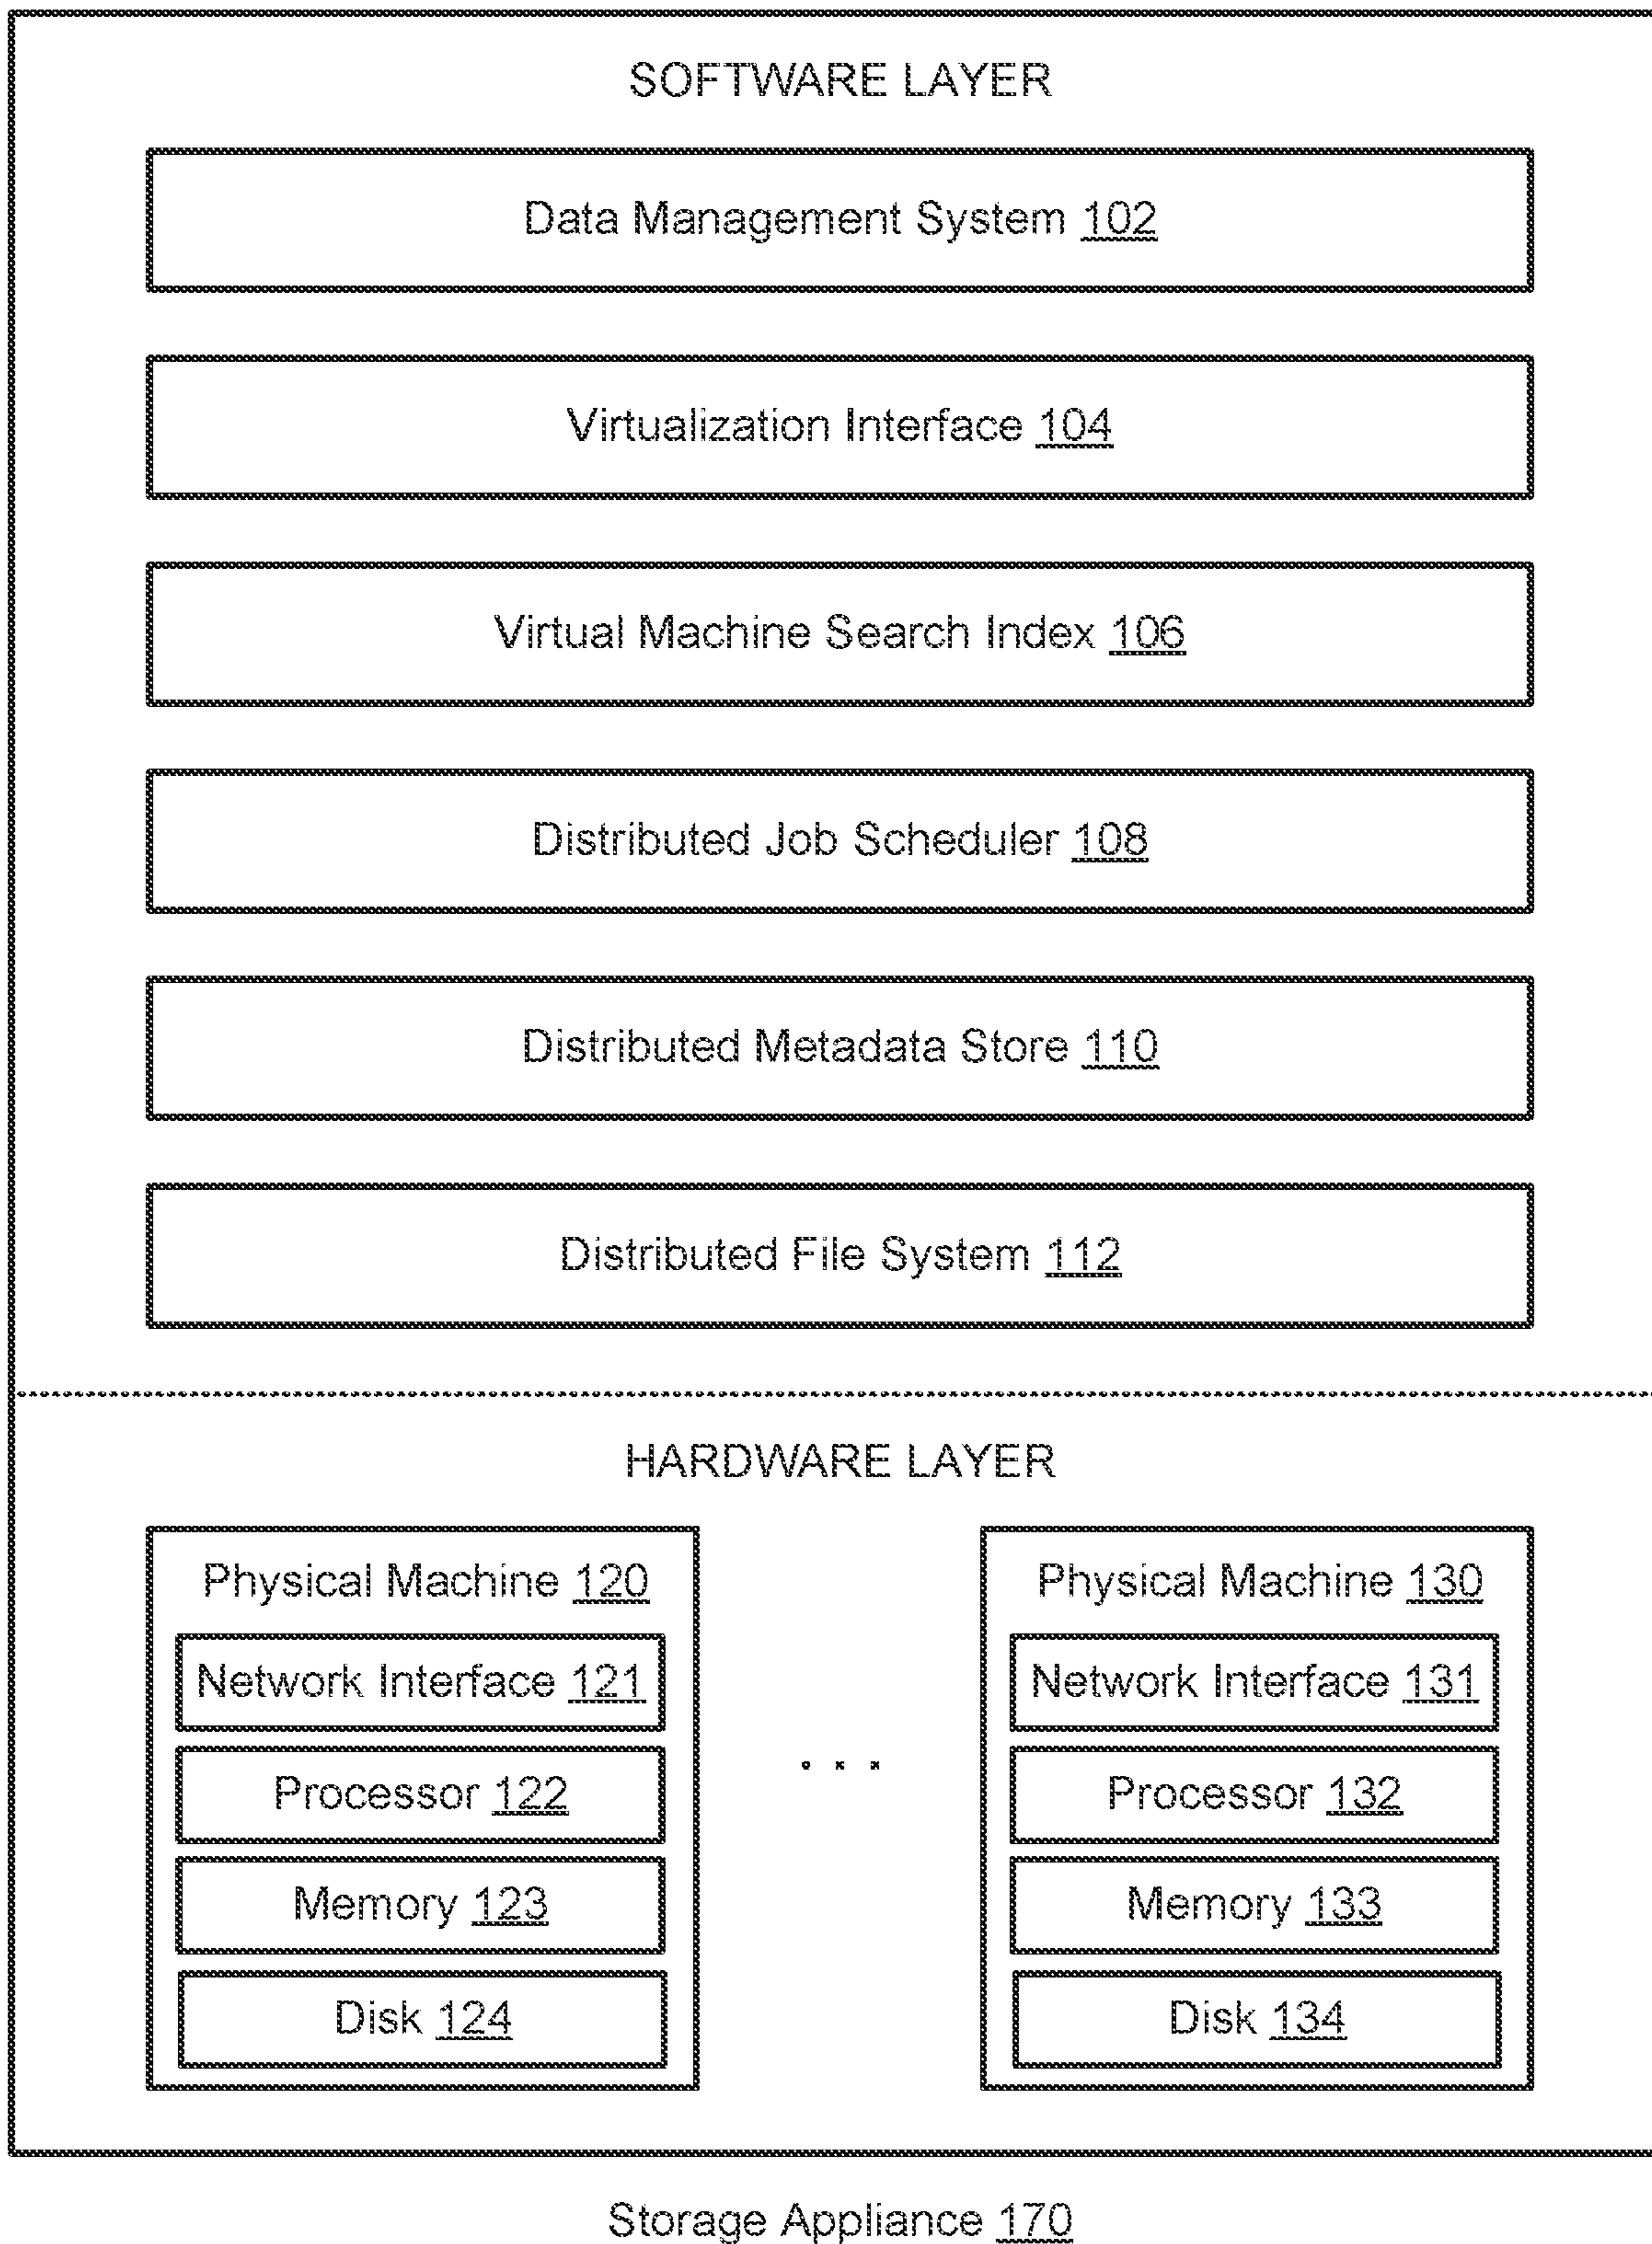 SOFTWARE LAYER
Data Management System 102
Virtualization Interface 104
Virtual Machine Search Index 106
Distributed Job Scheduler 108
Distributed Metadata Store 110
Distributed File System 112
HARDWARE LAYER
Physical Machine 120
Network Interface 121
Processor 122
Memory 123
Disk 124
. . .
Physical Machine 130
Network Interface 131
Processor 132
Memory 133
Disk 134
Storage Appliance 170